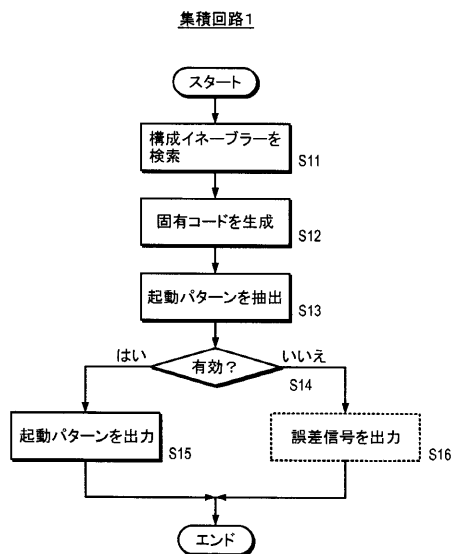 集積回路1
スタート
構成イネーブラーを
検索
S11
固有コードを生成
S12
起動パターンを抽出
S13
はい
有効？
いいえ
S14
起動パターンを出力
S15
誤差信号を出力
S16
エンド